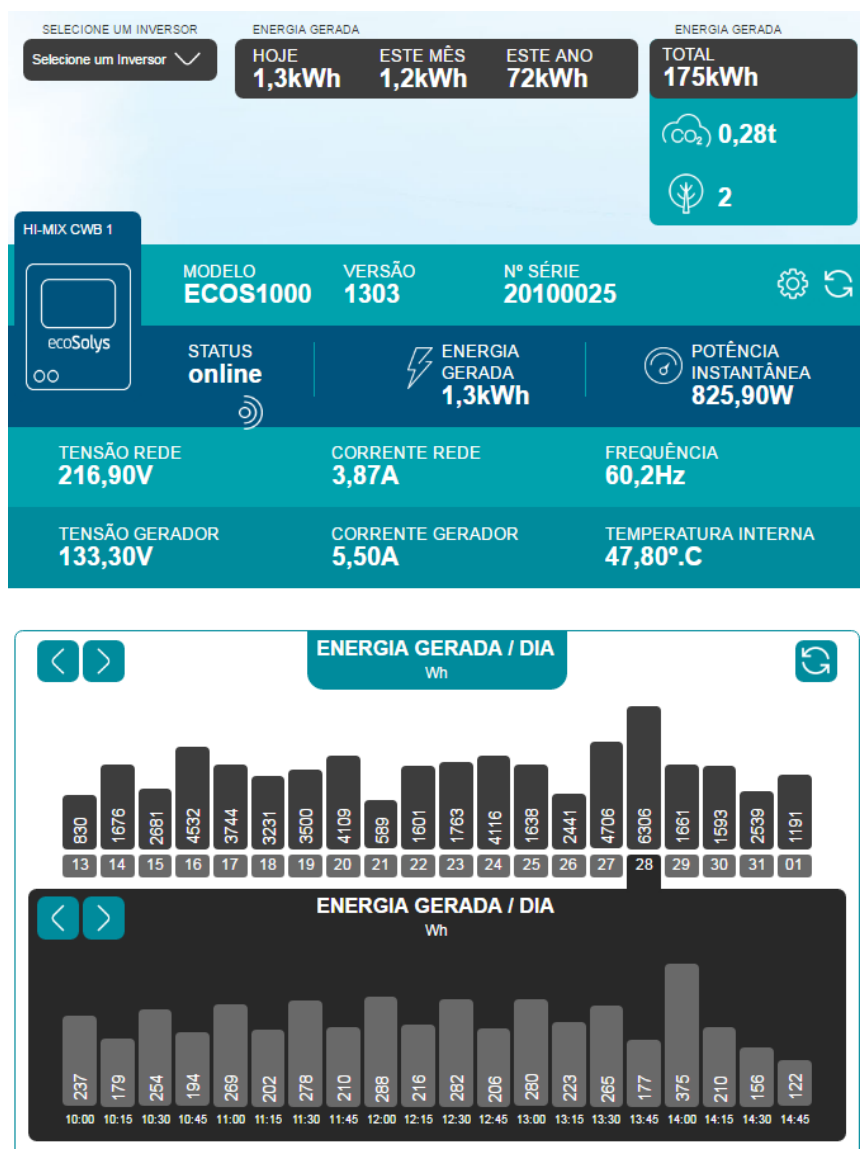 SELECIONE UM INVERSOR
Selecione um Inversor
ENERGIA GERADA
HOJE ESTE MÊS ESTE ANO
1,3kWh 1,2kWh 72kWh
ENERGIA GERADA
TOTAL
175kWh
CO₂ 0,28t
2
HI-MIX CWB 1
ecoSolys
MODELO VERSÃO Nº SÉRIE
ECOS1000 1303 20100025
STATUS
online
ENERGIA
GERADA
1,3kWh
POTÊNCIA
INSTANTÂNEA
825,90W
TENSÃO REDE CORRENTE REDE FREQUÊNCIA
216,90V 3,87A 60,2Hz
TENSÃO GERADOR CORRENTE GERADOR TEMPERATURA INTERNA
133,30V 5,50A 47,80º.C
ENERGIA GERADA / DIA
Wh
830 1676 2681 4532 3744 3231 3500 4109 589 1601 1763 4116 1638 2441 4706 6306 1661 1593 2539 1191
13 14 15 16 17 18 19 20 21 22 23 24 25 26 27 28 29 30 31 01
ENERGIA GERADA / DIA
Wh
237 179 254 194 269 202 278 210 288 216 282 206 280 223 265 177 375 210 156 122
10:00 10:15 10:30 10:45 11:00 11:15 11:30 11:45 12:00 12:15 12:30 12:45 13:00 13:15 13:30 13:45 14:00 14:15 14:30 14:45